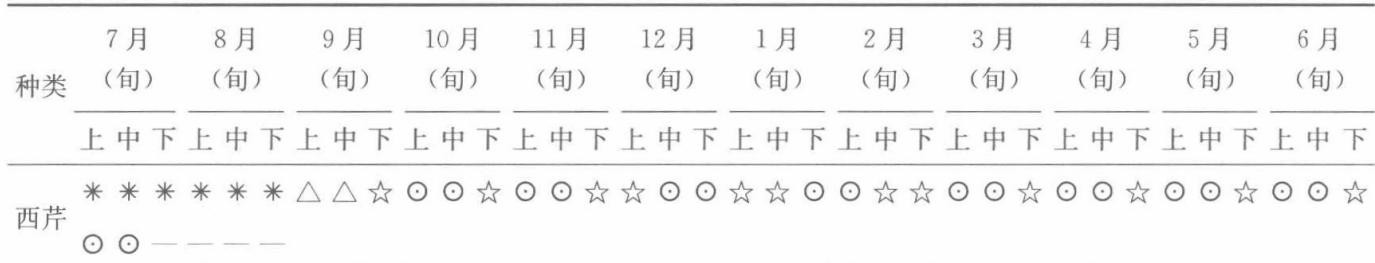 7月 8月 9月 10月 11月 12月 1月 2月 3月 4月 5月 6月
种类 (旬) (旬) (旬) (旬) (旬) (旬) (旬) (旬) (旬) (旬) (旬) (旬)
上 中 下 上 中 下 上 中 下 上 中 下 上 中 下 上 中 下 上 中 下 上 中 下 上 中 下 上 中 下 上 中 下 上 中 下
西芹 ＊ ＊ ＊ ＊ ＊ ＊ △ △ ☆ ⊙ ⊙ ☆ ⊙ ⊙ ☆ ☆ ⊙ ⊙ ☆ ☆ ⊙ ⊙ ☆ ☆ ⊙ ⊙ ☆ ⊙ ⊙ ☆ ⊙ ⊙ ☆ ⊙ ⊙ ☆
⊙ ⊙ — — — —